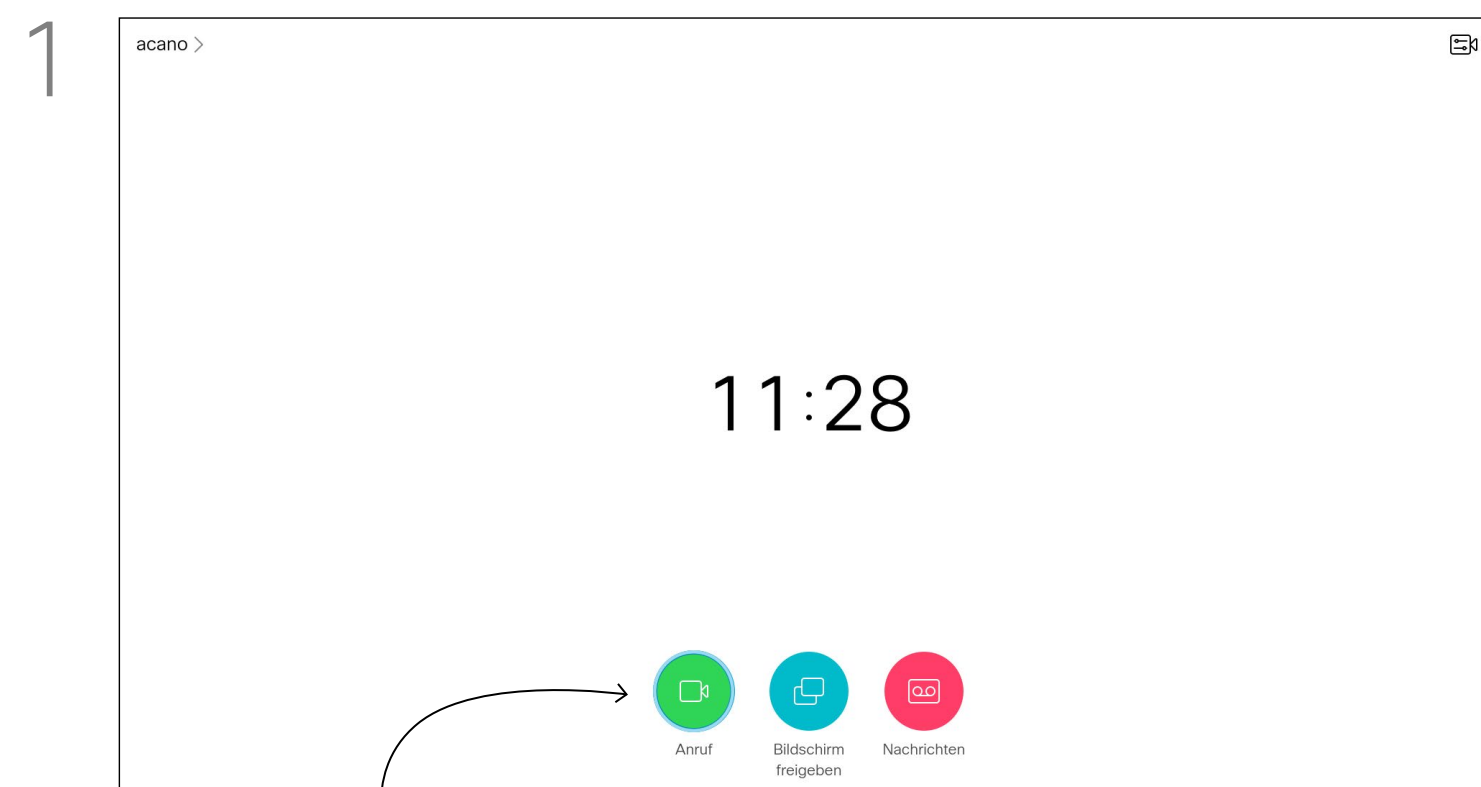 1
acano
11:28
Anruf
Bildschirm
freigeben
Nachrichten